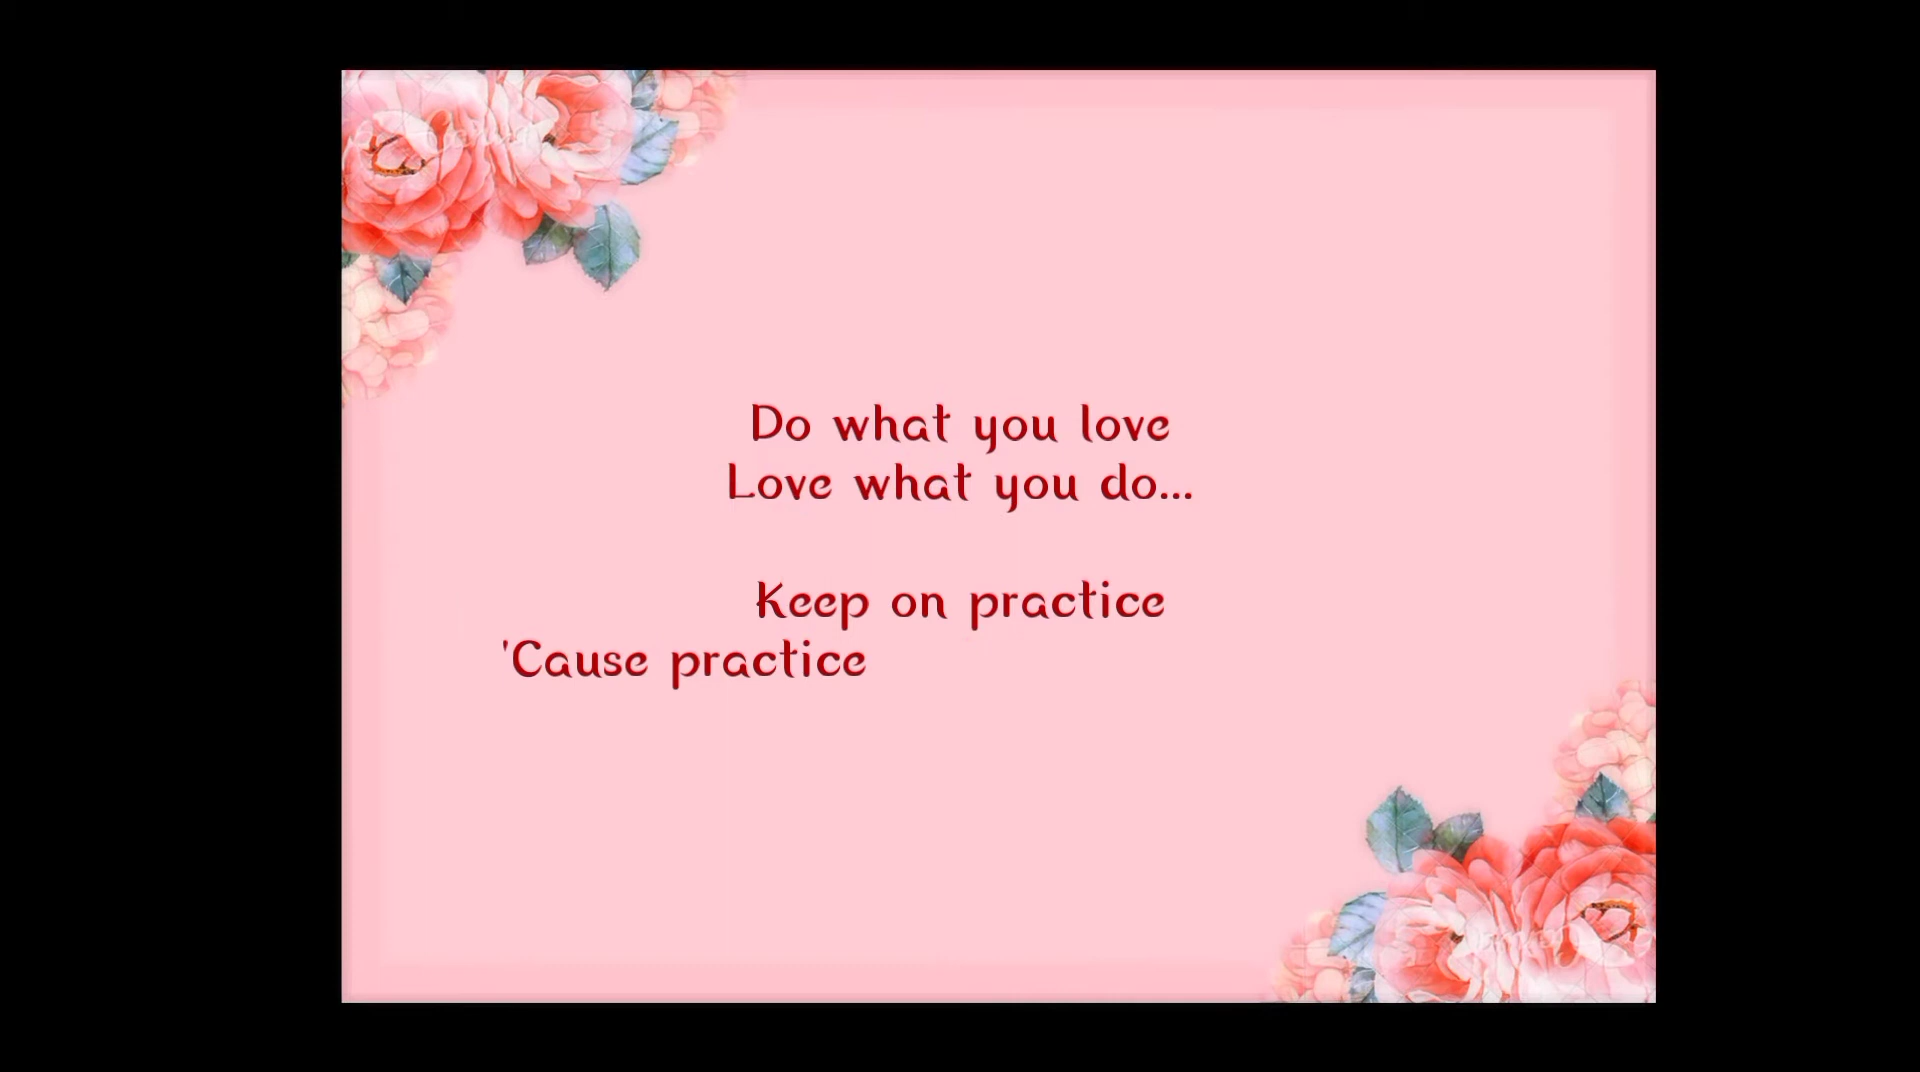 Do what you love
Love what you do...
Keep on practice
'Cause practice